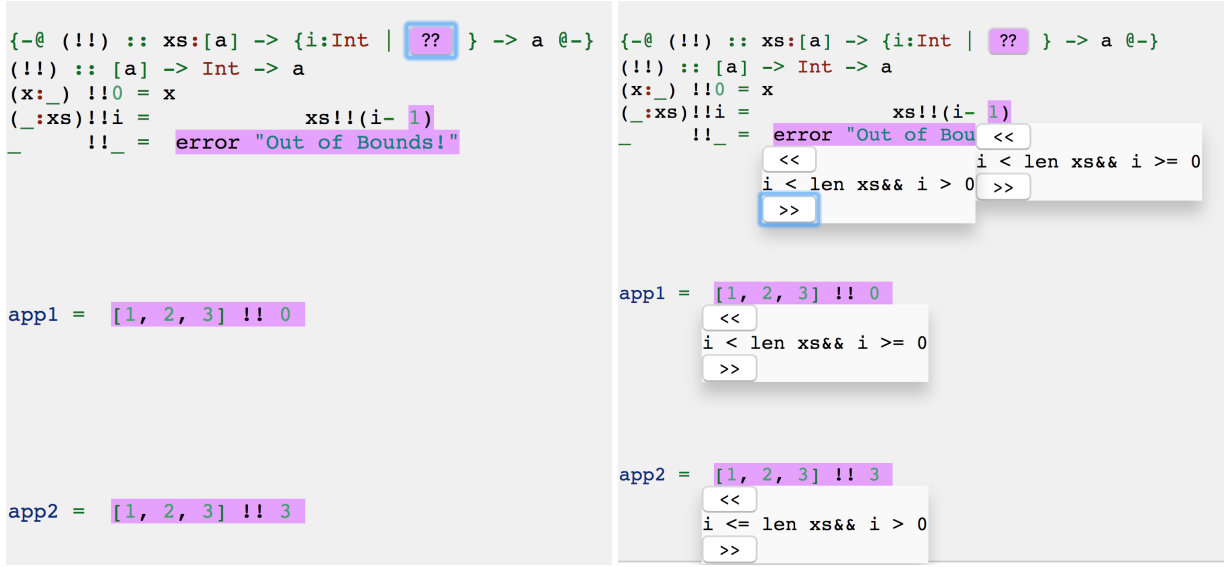 {-@ (!!) :: xs:[a] -> {i:Int | ?? } -> a @-}
(!!) :: [a] -> Int -> a
(x:_) !!0 = x
(_:xs)!!i = xs!!(i- 1)
_ !!_ = error "Out of Bounds!"
app1 = [1, 2, 3] !! 0
app2 = [1, 2, 3] !! 3
{-@ (!!) :: xs:[a] -> {i:Int | ?? } -> a @-}
(!!) :: [a] -> Int -> a
(x:_) !!0 = x
(_:xs)!!i = xs!!(i- 1)
_ !!_ = error "Out of Bou
<<
i < len xs&& i > 0
>>
<<
i < len xs&& i >= 0
>>
app1 = [1, 2, 3] !! 0
<<
i < len xs&& i >= 0
>>
app2 = [1, 2, 3] !! 3
<<
i <= len xs&& i > 0
>>